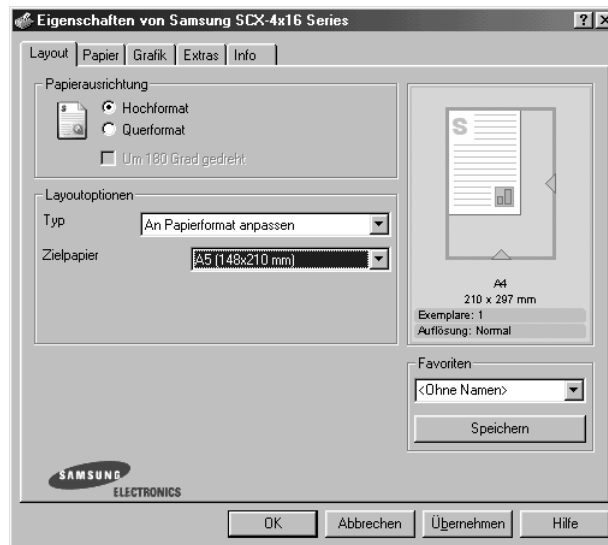 Eigenschaften von Samsung SCX-4x16 Series
Layout Papier Grafik Extras Info
Papierausrichtung
Hochformat
Querformat
Um 180 Grad gedreht
Layoutoptionen
Typ An Papierformat anpassen
Zielpapier A5 (148x210 mm)
S
S
A4
210 x 297 mm
Exemplare: 1
Auflösung: Normal
Favoriten
<Ohne Namen>
Speichern
SAMSUNG
ELECTRONICS
OK Abbrechen Übernehmen Hilfe